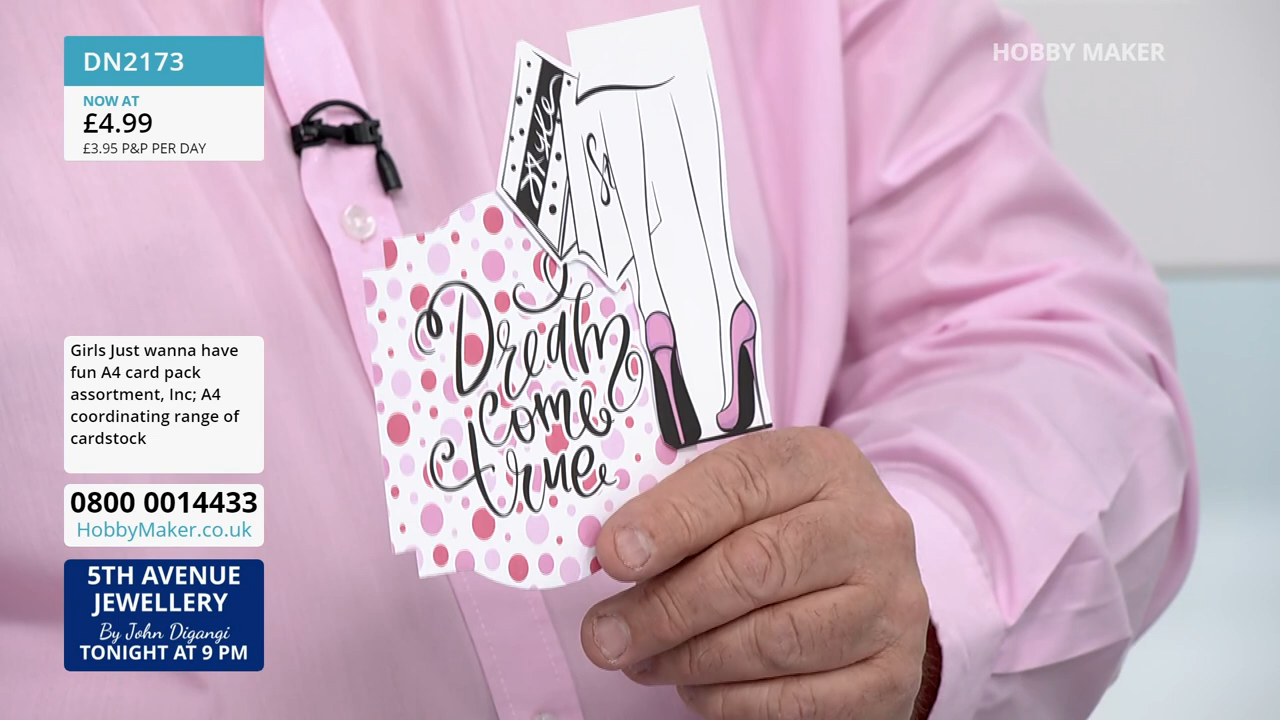 DN2173
NOW AT
£4.99
£3.95 P&P PER DAY
HOBBY MAKER
Style
Dream
come
true
Girls Just wanna have
fun A4 card pack
assortment, Inc; A4
coordinating range of
cardstock
0800 0014433
HobbyMaker.co.uk
5TH AVENUE
JEWELLERY
By John Digangi
TONIGHT AT 9 PM